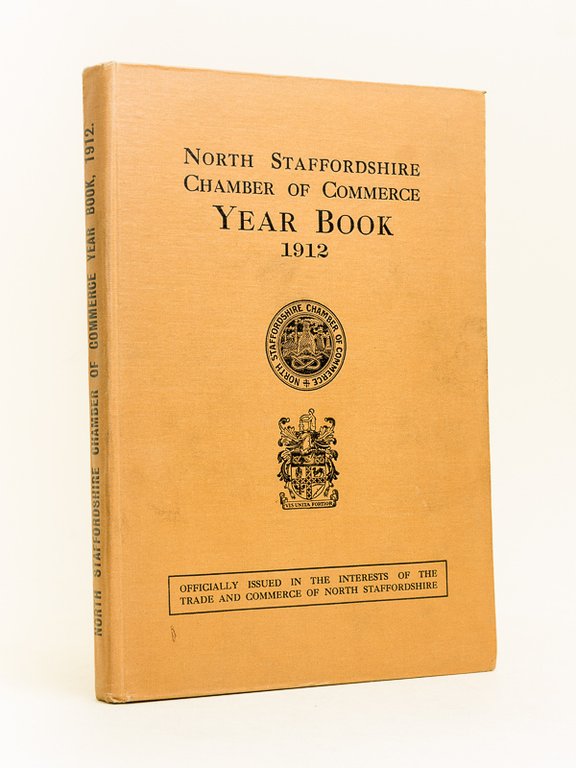 NORTH STAFFORDSHIRE
CHAMBER OF COMMERCE
YEAR BOOK
1912
NORTH STAFFORDSHIRE CHAMBER OF COMMERCE
VIS UNITA FORTIOR
OFFICIALLY ISSUED IN THE INTERESTS OF THE
TRADE AND COMMERCE OF NORTH STAFFORDSHIRE
NORTH STAFFORDSHIRE CHAMBER OF COMMERCE YEAR BOOK, 1912.